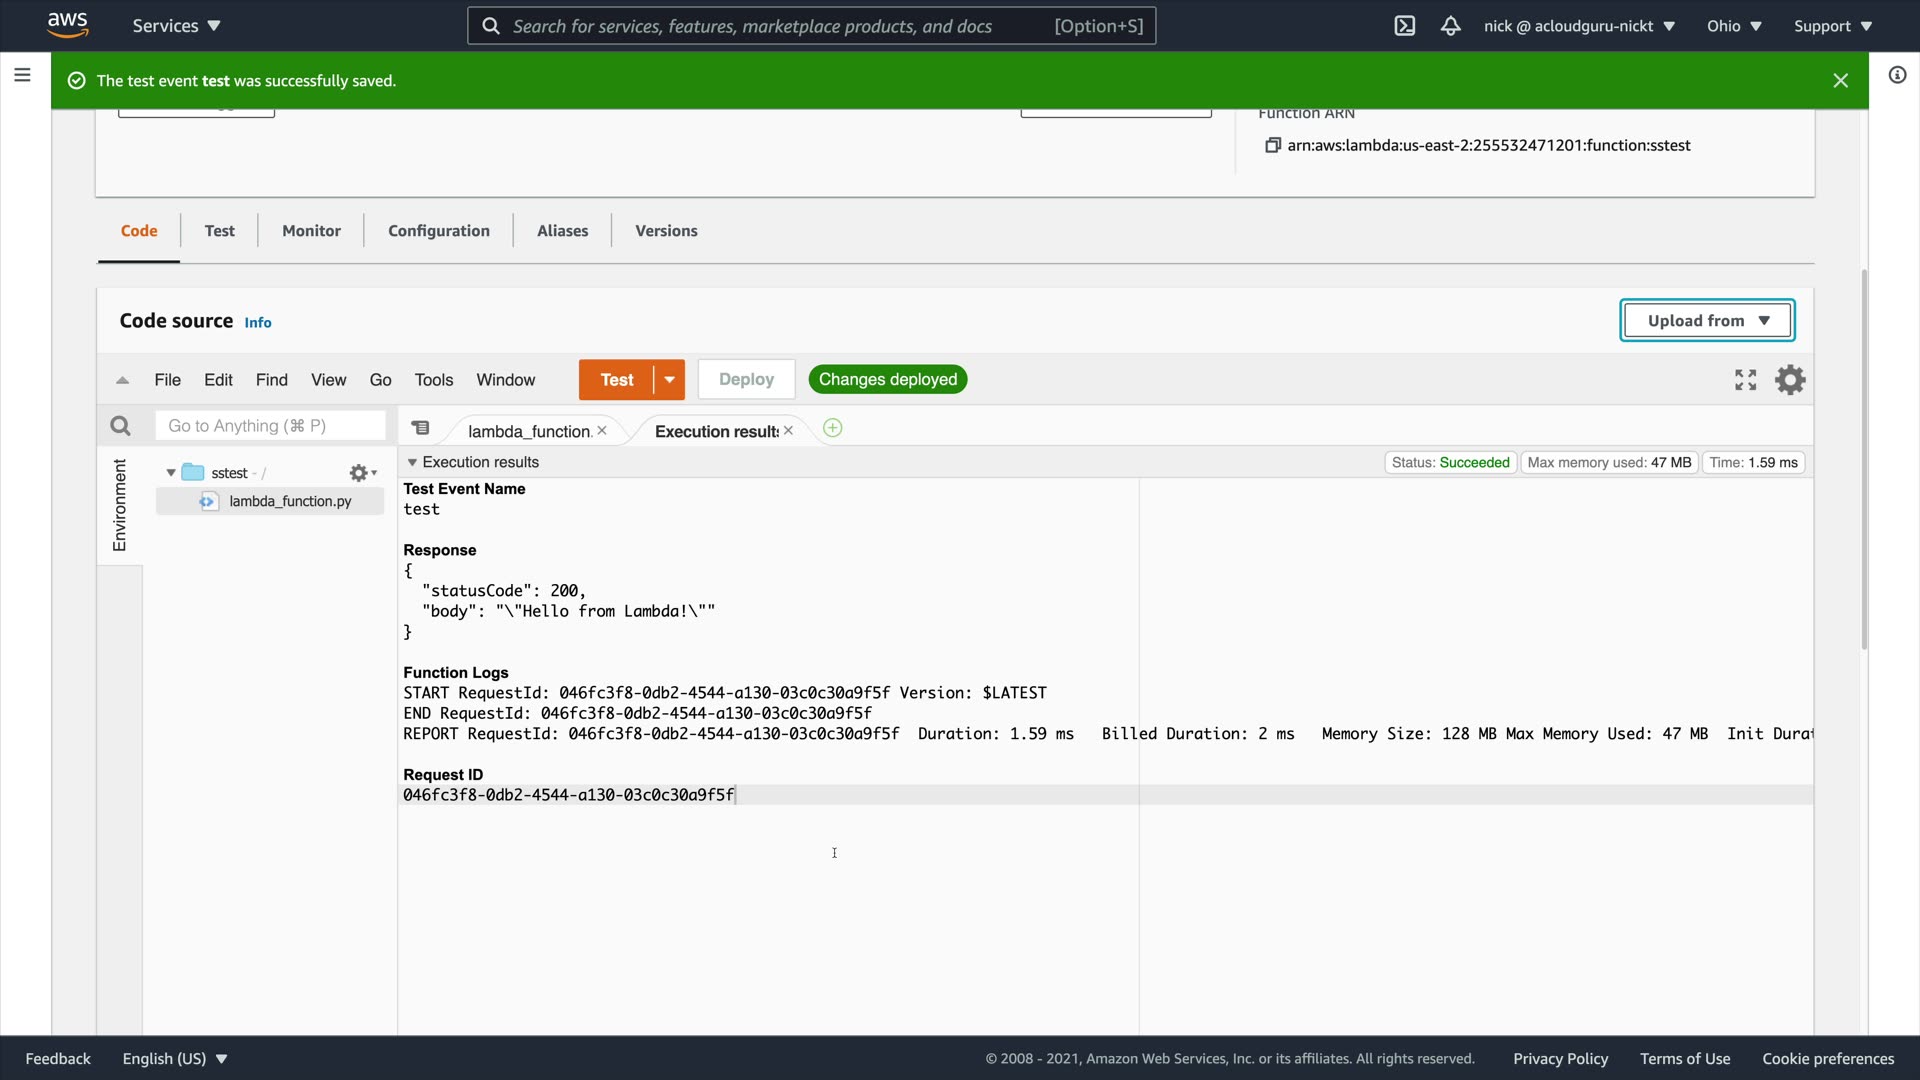 aws Services Search for services, features, marketplace products, and docs [Option+S] nick @ acloudguru-nickt Ohio Support
The test event test was successfully saved.
Function ARN
arn:aws:lambda:us-east-2:255532471201:function:sstest
Code Test Monitor Configuration Aliases Versions
Code source Info Upload from
File Edit Find View Go Tools Window Test Deploy Changes deployed
Go to Anything (⌘ P) lambda_function. Execution results
Execution results Status: Succeeded Max memory used: 47 MB Time: 1.59 ms
Environment
sstest - /
lambda_function.py
Test Event Name
test
Response
{
"statusCode": 200,
"body": "\"Hello from Lambda!\""
}
Function Logs
START RequestId: 046fc3f8-0db2-4544-a130-03c0c30a9f5f Version: $LATEST
END RequestId: 046fc3f8-0db2-4544-a130-03c0c30a9f5f
REPORT RequestId: 046fc3f8-0db2-4544-a130-03c0c30a9f5f Duration: 1.59 ms Billed Duration: 2 ms Memory Size: 128 MB Max Memory Used: 47 MB Init
Request ID
046fc3f8-0db2-4544-a130-03c0c30a9f5f
Feedback English (US) © 2008 - 2021, Amazon Web Services, Inc. or its affiliates. All rights reserved. Privacy Policy Terms of Use Cookie preferences